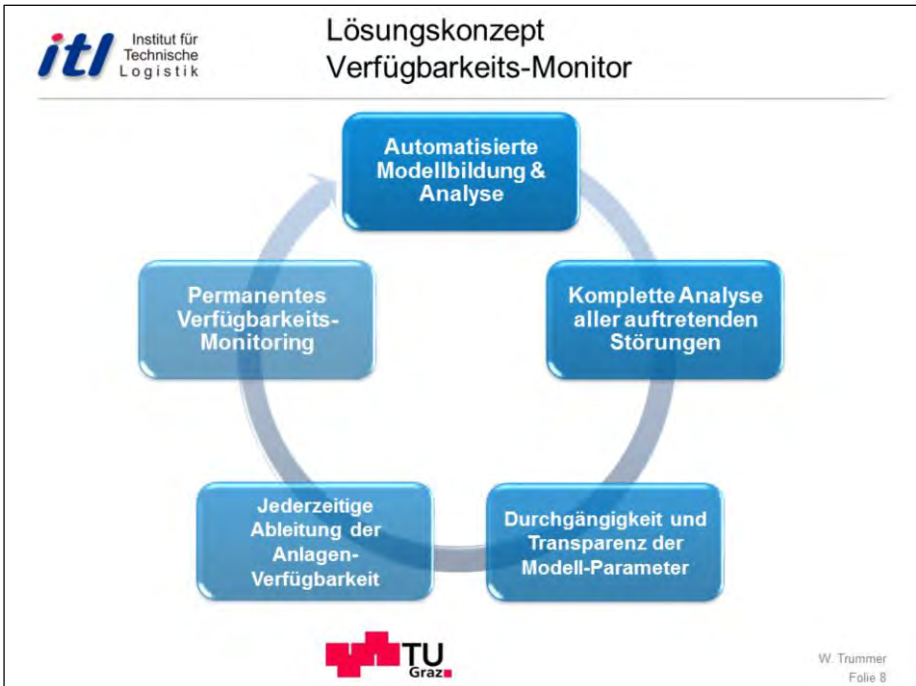 itl
Institut für
Technische
Logistik
Lösungskonzept
Verfügbarkeits-Monitor
Automatisierte
Modellbildung &
Analyse
Komplette Analyse
aller auftretenden
Störungen
Durchgängigkeit und
Transparenz der
Modell-Parameter
Jederzeitige
Ableitung der
Anlagen-
Verfügbarkeit
Permanentes
Verfügbarkeits-
Monitoring
TU
Graz
W. Trummer
Folie 8